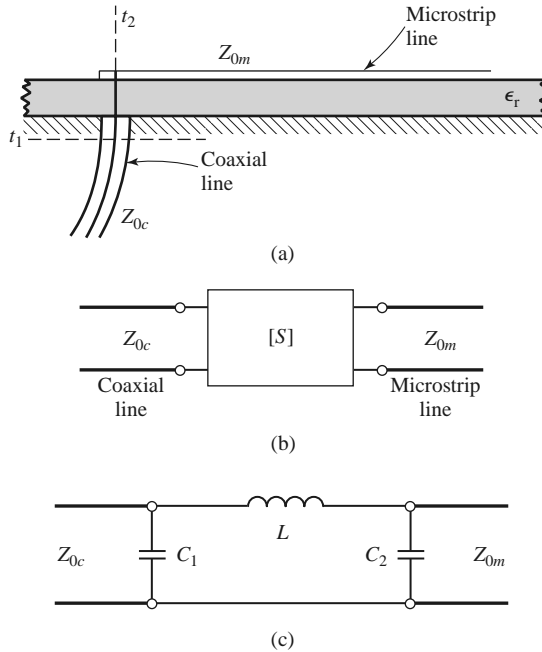 t2
Z0m
Microstrip line
ϵr
t1
Coaxial line
Z0c
(a)
Z0c
[S]
Z0m
Coaxial line
Microstrip line
(b)
Z0c
C1
L
C2
Z0m
(c)